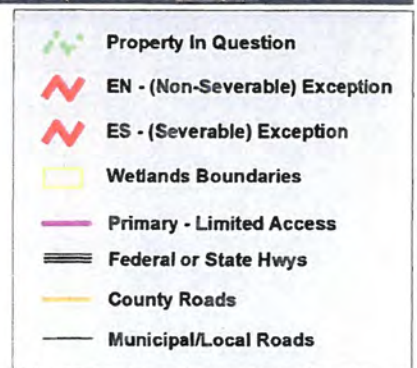 Property In Question
EN - (Non-Severable) Exception
ES - (Severable) Exception
Wetlands Boundaries
Primary - Limited Access
Federal or State Hwys
County Roads
Municipal/Local Roads